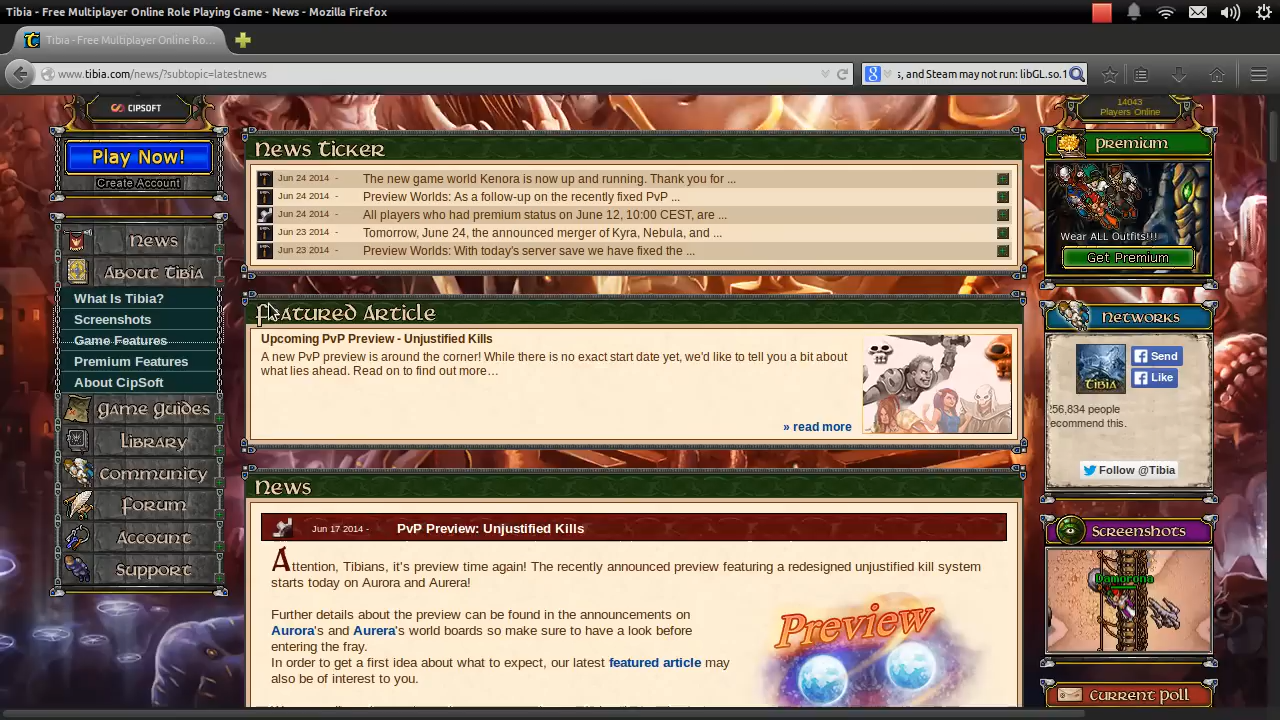 Tibia - Free Multiplayer Online Role Playing Game - News - Mozilla Firefox
Tibia - Free Multiplayer Online Ro...
www.tibia.com/news/?subtopic=latestnews
s, and Steam may not run: libGL.so.1
CIPSOFT
Play Now!
Create Account
News
About Tibia
What Is Tibia?
Screenshots
Game Features
Premium Features
About CipSoft
Game Guides
Library
Community
Forum
Account
Support
News Ticker
Jun 24 2014 - The new game world Kenora is now up and running. Thank you for ...
Jun 24 2014 - Preview Worlds: As a follow-up on the recently fixed PvP ...
Jun 24 2014 - All players who had premium status on June 12, 10:00 CEST, are ...
Jun 23 2014 - Tomorrow, June 24, the announced merger of Kyra, Nebula, and ...
Jun 23 2014 - Preview Worlds: With today's server save we have fixed the ...
Featured Article
Upcoming PvP Preview - Unjustified Kills
A new PvP preview is around the corner! While there is no exact start date yet, we'd like to tell you a bit about
what lies ahead. Read on to find out more…
» read more
News
Jun 17 2014 - PvP Preview: Unjustified Kills
Attention, Tibians, it's preview time again! The recently announced preview featuring a redesigned unjustified kill system
starts today on Aurora and Aurera!
Further details about the preview can be found in the announcements on
Aurora's and Aurera's world boards so make sure to have a look before
entering the fray.
In order to get a first idea about what to expect, our latest featured article may
also be of interest to you.
Preview
14043
Players Online
Premium
Wear ALL Outfits!!!
Get Premium
Networks
TIBIA
Send
Like
256,834 people
ecommend this.
Follow @Tibia
Screenshots
Damorona
Current Poll